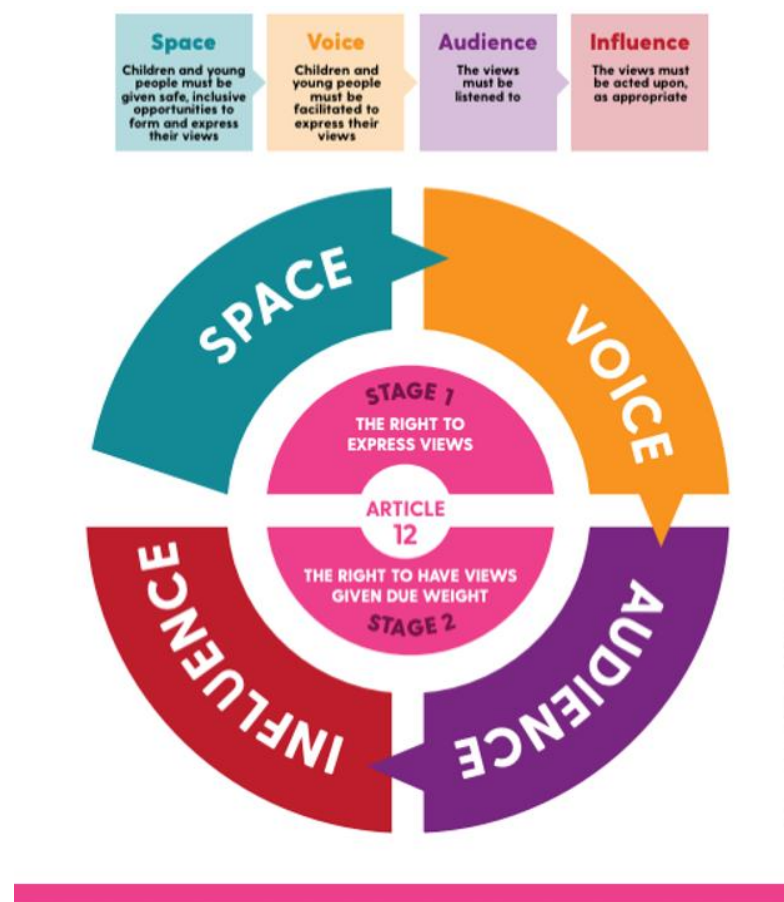 Space
Children and young
people must be
given safe, inclusive
opportunities to
form and express
their views
Voice
Children and
young people
must be
facilitated to
express their
views
Audience
The views
must be
listened to
Influence
The views must
be acted upon,
as appropriate
SPACE
VOICE
STAGE 1
THE RIGHT TO
EXPRESS VIEWS
ARTICLE
12
THE RIGHT TO HAVE VIEWS
GIVEN DUE WEIGHT
STAGE 2
AUDIENCE
INFLUENCE